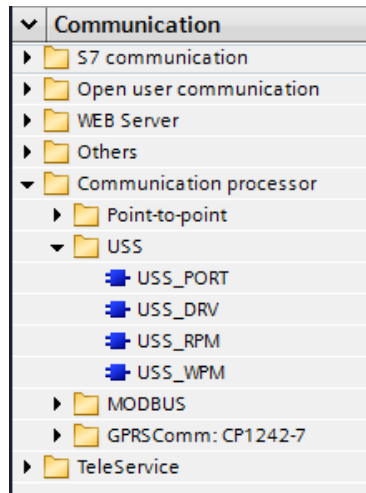 Communication
S7 communication
Open user communication
WEB Server
Others
Communication processor
Point-to-point
USS
USS_PORT
USS_DRV
USS_RPM
USS_WPM
MODBUS
GPRSComm: CP1242-7
TeleService